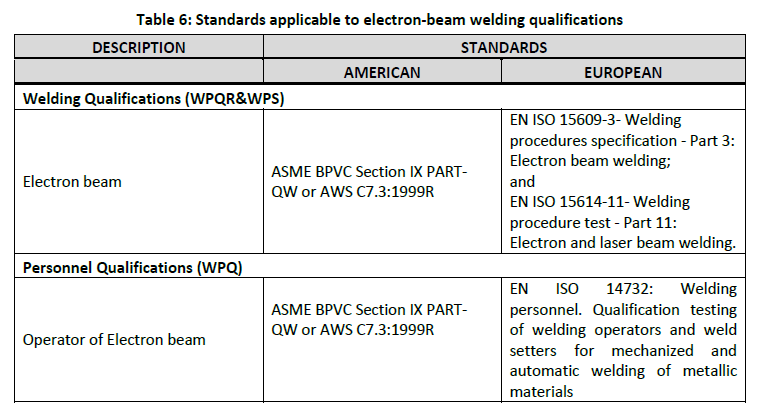 Table 6: Standards applicable to electron-beam welding qualifications
DESCRIPTION
STANDARDS
AMERICAN
EUROPEAN
Welding Qualifications (WPQR&WPS)
Electron beam
ASME BPVC Section IX PART-
QW or AWS C7.3:1999R
EN ISO 15609-3- Welding
procedures specification - Part 3:
Electron beam welding;
and
EN ISO 15614-11- Welding
procedure test - Part 11:
Electron and laser beam welding.
Personnel Qualifications (WPQ)
Operator of Electron beam
ASME BPVC Section IX PART-
QW or AWS C7.3:1999R
EN ISO 14732: Welding
personnel. Qualification testing
of welding operators and weld
setters for mechanized and
automatic welding of metallic
materials